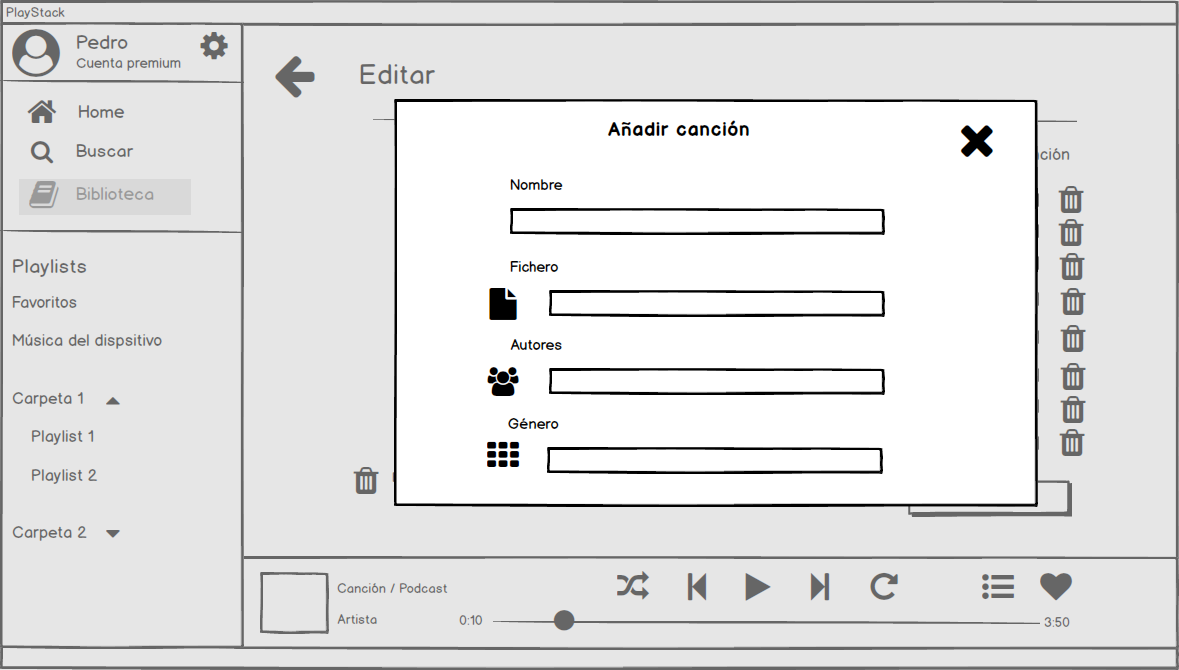 PlayStack
Pedro
Cuenta premium
Home
Buscar
Biblioteca
Playlists
Favoritos
Música del dispsitivo
Carpeta 1
Playlist 1
Playlist 2
Carpeta 2
Editar
Añadir canción
Nombre
Fichero
Autores
Género
Canción / Podcast
Artista
0:10
3:50